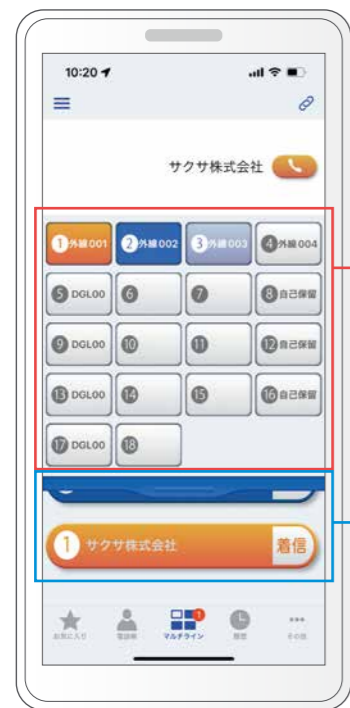 10:20
サクサ株式会社
1 外線001 2 外線002 3 外線003 4 外線004
5 DGL00 6 7 8 自己保留
9 DGL00 10 11 12 自己保留
13 DGL00 14 15 16 自己保留
17 DGL00 18
1 サクサ株式会社 着信
1
お気に入り 電話帳 マルチライン 履歴 その他